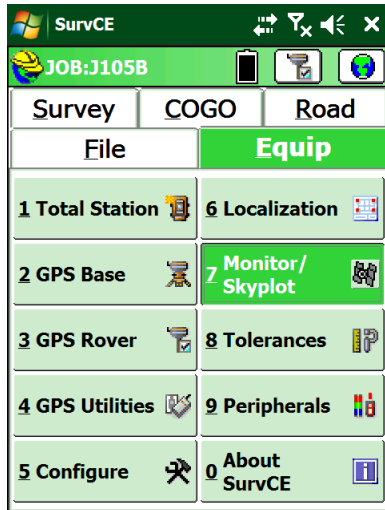 SurvCE
JOB:J105B
Survey COGO Road
File Equip
1 Total Station 6 Localization
2 GPS Base 7 Monitor/
Skyplot
3 GPS Rover 8 Tolerances
4 GPS Utilities 9 Peripherals
5 Configure 0 About
SurvCE